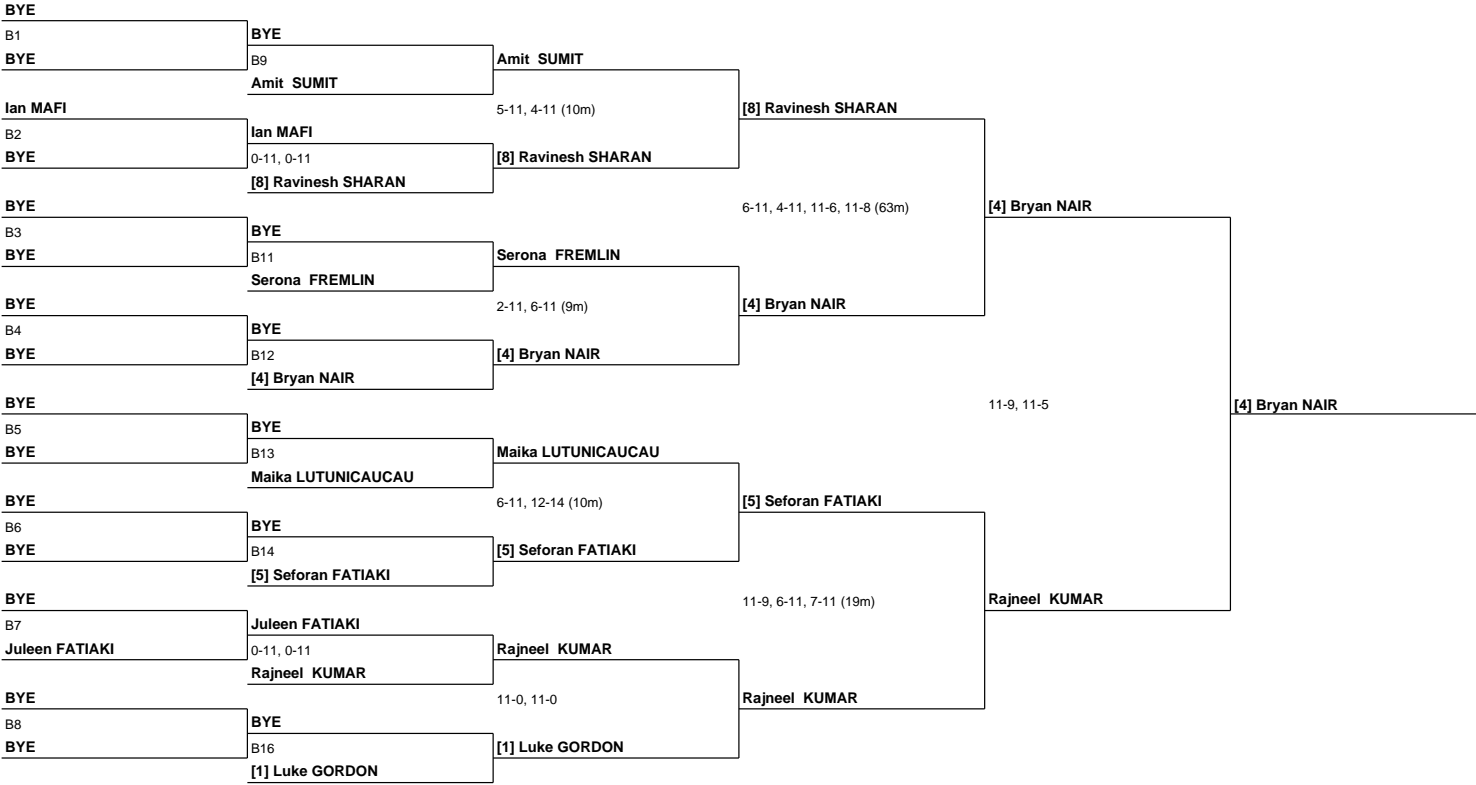 BYE
B1
BYE
BYE
B9
Amit SUMIT
Amit SUMIT
Ian MAFI
B2
BYE
Ian MAFI
0-11, 0-11
[8] Ravinesh SHARAN
5-11, 4-11 (10m)
[8] Ravinesh SHARAN
[8] Ravinesh SHARAN
BYE
B3
BYE
BYE
B11
Serona FREMLIN
Serona FREMLIN
BYE
B4
BYE
BYE
B12
[4] Bryan NAIR
2-11, 6-11 (9m)
[4] Bryan NAIR
[4] Bryan NAIR
6-11, 4-11, 11-6, 11-8 (63m)
[4] Bryan NAIR
BYE
B5
BYE
BYE
B13
Maika LUTUNICAUCAU
Maika LUTUNICAUCAU
BYE
B6
BYE
BYE
B14
[5] Seforan FATIAKI
6-11, 12-14 (10m)
[5] Seforan FATIAKI
[5] Seforan FATIAKI
BYE
B7
Juleen FATIAKI
Juleen FATIAKI
0-11, 0-11
Rajneel KUMAR
Rajneel KUMAR
BYE
B8
BYE
BYE
B16
[1] Luke GORDON
11-0, 11-0
[1] Luke GORDON
Rajneel KUMAR
11-9, 6-11, 7-11 (19m)
Rajneel KUMAR
11-9, 11-5
[4] Bryan NAIR